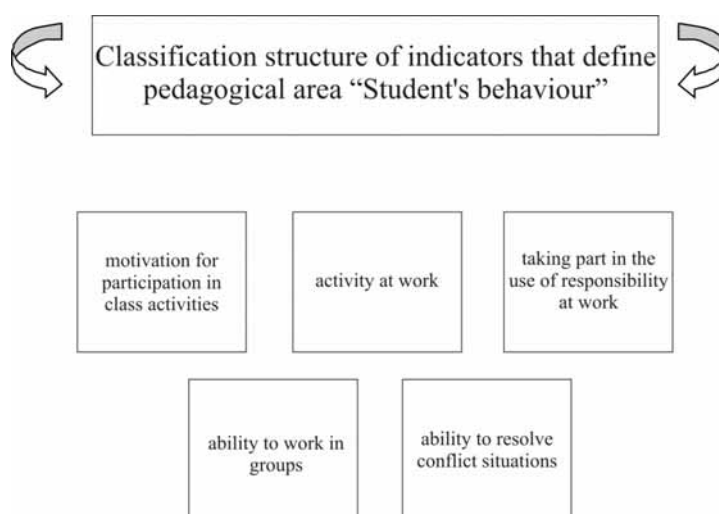 Classification structure of indicators that define
pedagogical area “Student's behaviour”
motivation for
participation in
class activities
activity at work
taking part in the
use of responsibility
at work
ability to work in
groups
ability to resolve
conflict situations